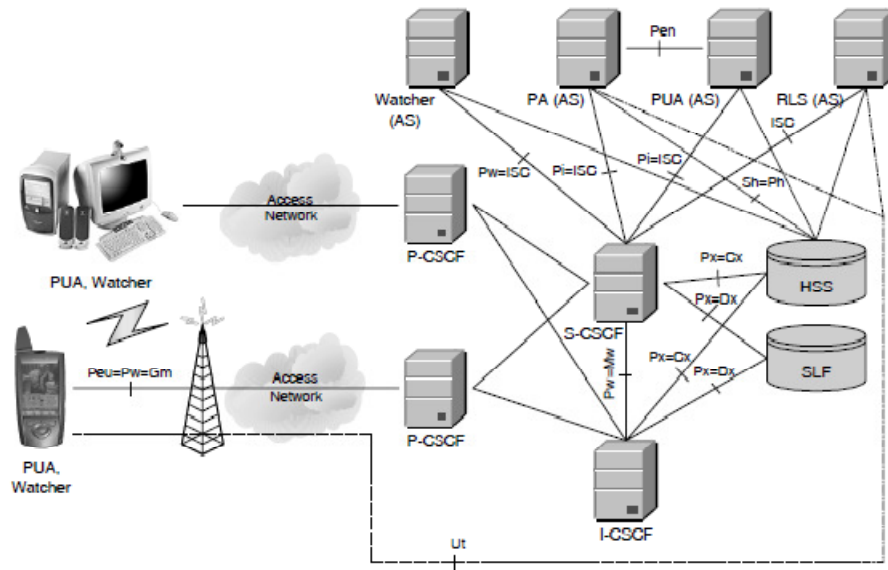 Pen
Watcher
(AS)
PA (AS)
PUA (AS)
RLS (AS)
ISC
Pw=ISC
Pi=ISC
Pi=ISC
Sh=Ph
Access
Network
P-CSCF
PUA, Watcher
S-CSCF
Px=Cx
Px=Dx
HSS
SLF
Peu=Pw=Gm
Access
Network
P-CSCF
Pw=Mw
Px=Cx
Px=Dx
PUA,
Watcher
I-CSCF
Ut